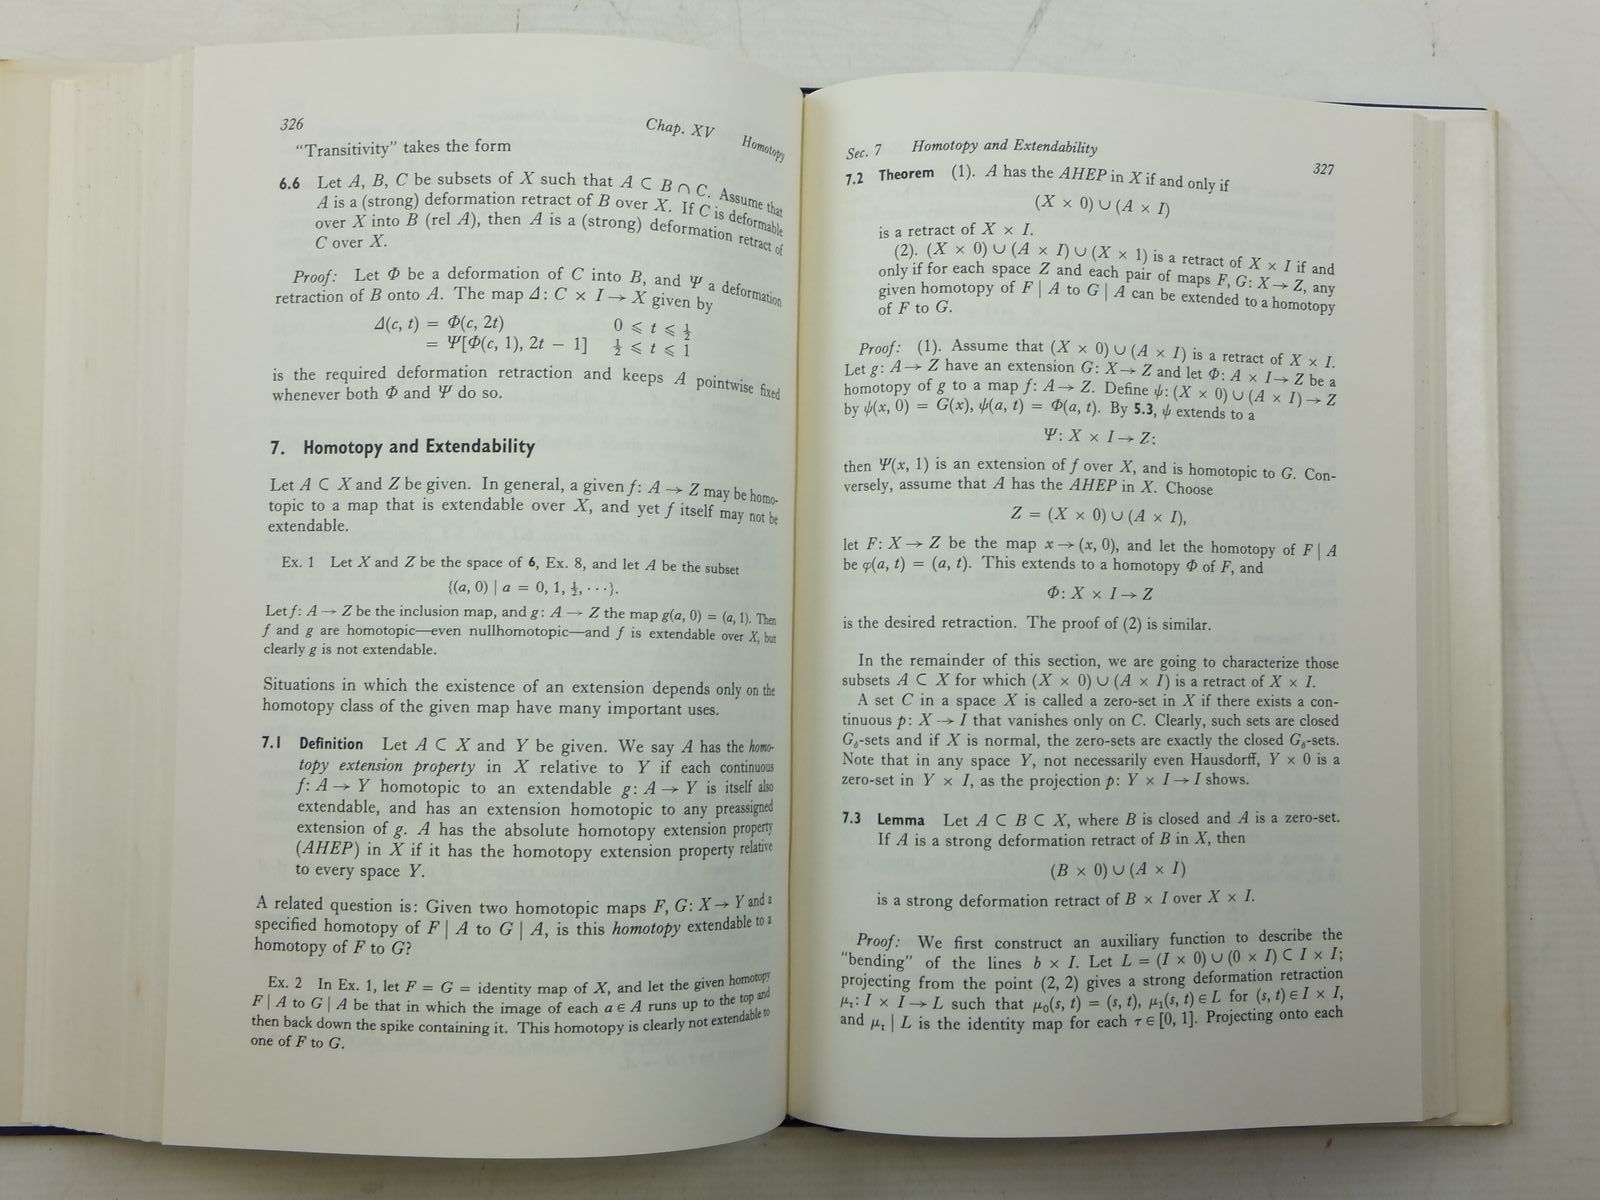 326
Chap. XV Homotopy
"Transitivity" takes the form
6.6 Let A, B, C be subsets of X such that A ⊂ B ∩ C. Assume that
A is a (strong) deformation retract of B over X. If C is deformable
over X into B (rel A), then A is a (strong) deformation retract of
C over X.
Proof: Let Φ be a deformation of C into B, and Ψ a deformation
retraction of B onto A. The map Δ: C × I → X given by
Δ(c, t) = Φ(c, 2t) 0 ⩽ t ⩽ ½
= Ψ[Φ(c, 1), 2t − 1] ½ ⩽ t ⩽ 1
is the required deformation retraction and keeps A pointwise fixed
whenever both Φ and Ψ do so.
7. Homotopy and Extendability
Let A ⊂ X and Z be given. In general, a given f: A → Z may be homo-
topic to a map that is extendable over X, and yet f itself may not be
extendable.
Ex. 1 Let X and Z be the space of 6, Ex. 8, and let A be the subset
{(a, 0) | a = 0, 1, ½, · · ·}.
Let f: A → Z be the inclusion map, and g: A → Z the map g(a, 0) = (a, 1). Then
f and g are homotopic—even nullhomotopic—and f is extendable over X, but
clearly g is not extendable.
Situations in which the existence of an extension depends only on the
homotopy class of the given map have many important uses.
7.1 Definition Let A ⊂ X and Y be given. We say A has the homo-
topy extension property in X relative to Y if each continuous
f: A → Y homotopic to an extendable g: A → Y is itself also
extendable, and has an extension homotopic to any preassigned
extension of g. A has the absolute homotopy extension property
(AHEP) in X if it has the homotopy extension property relative
to every space Y.
A related question is: Given two homotopic maps F, G: X → Y and a
specified homotopy of F | A to G | A, is this homotopy extendable to a
homotopy of F to G?
Ex. 2 In Ex. 1, let F = G = identity map of X, and let the given homotopy
F | A to G | A be that in which the image of each a ∈ A runs up to the top and
then back down the spike containing it. This homotopy is clearly not extendable to
one of F to G.
Sec. 7 Homotopy and Extendability 327
7.2 Theorem (1). A has the AHEP in X if and only if
(X × 0) ∪ (A × I)
is a retract of X × I.
(2). (X × 0) ∪ (A × I) ∪ (X × 1) is a retract of X × I if and
only if for each space Z and each pair of maps F, G: X → Z, any
given homotopy of F | A to G | A can be extended to a homotopy
of F to G.
Proof: (1). Assume that (X × 0) ∪ (A × I) is a retract of X × I.
Let g: A → Z have an extension G: X → Z and let Φ: A × I → Z be a
homotopy of g to a map f: A → Z. Define ψ: (X × 0) ∪ (A × I) → Z
by ψ(x, 0) = G(x), ψ(a, t) = Φ(a, t). By 5.3, ψ extends to a
Ψ: X × I → Z:
then Ψ(x, 1) is an extension of f over X, and is homotopic to G. Con-
versely, assume that A has the AHEP in X. Choose
Z = (X × 0) ∪ (A × I),
let F: X → Z be the map x → (x, 0), and let the homotopy of F | A
be φ(a, t) = (a, t). This extends to a homotopy Φ of F, and
Φ: X × I → Z
is the desired retraction. The proof of (2) is similar.
In the remainder of this section, we are going to characterize those
subsets A ⊂ X for which (X × 0) ∪ (A × I) is a retract of X × I.
A set C in a space X is called a zero-set in X if there exists a con-
tinuous p: X → I that vanishes only on C. Clearly, such sets are closed
G_δ-sets and if X is normal, the zero-sets are exactly the closed G_δ-sets.
Note that in any space Y, not necessarily even Hausdorff, Y × 0 is a
zero-set in Y × I, as the projection p: Y × I → I shows.
7.3 Lemma Let A ⊂ B ⊂ X, where B is closed and A is a zero-set.
If A is a strong deformation retract of B in X, then
(B × 0) ∪ (A × I)
is a strong deformation retract of B × I over X × I.
Proof: We first construct an auxiliary function to describe the
"bending" of the lines b × I. Let L = (I × 0) ∪ (0 × I) ⊂ I × I;
projecting from the point (2, 2) gives a strong deformation retraction
μ_τ: I × I → L such that μ₀(s, t) = (s, t), μ₁(s, t) ∈ L for (s, t) ∈ I × I,
and μ_τ | L is the identity map for each τ ∈ [0, 1]. Projecting onto each